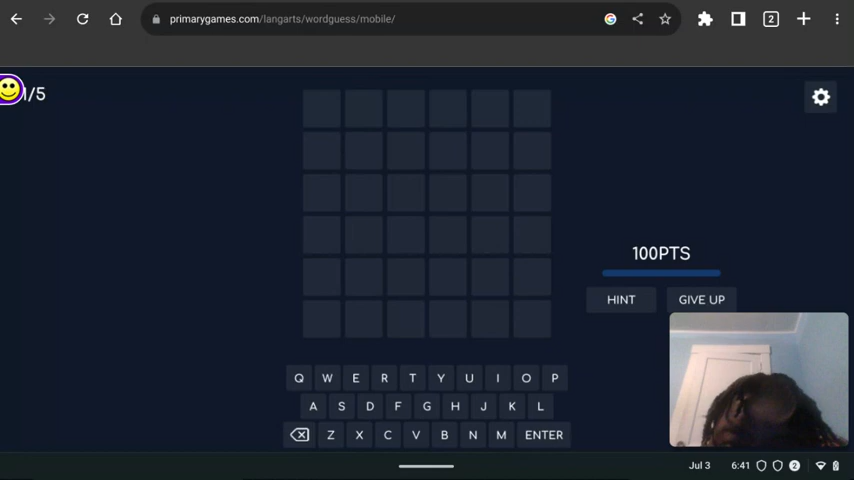 primarygames.com/langarts/wordguess/mobile/
2
1/5
100PTS
HINT
GIVE UP
Q W E R T Y U I O P
A S D F G H J K L
Z X C V B N M ENTER
Jul 3
6:41
2